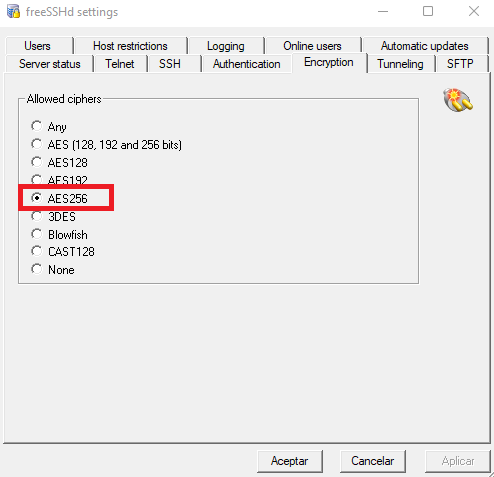 freeSSHd settings
Users Host restrictions Logging Online users Automatic updates
Server status Telnet SSH Authentication Encryption Tunneling SFTP
Allowed ciphers
Any
AES (128, 192 and 256 bits)
AES128
AES192
AES256
3DES
Blowfish
CAST128
None
Aceptar Cancelar Aplicar